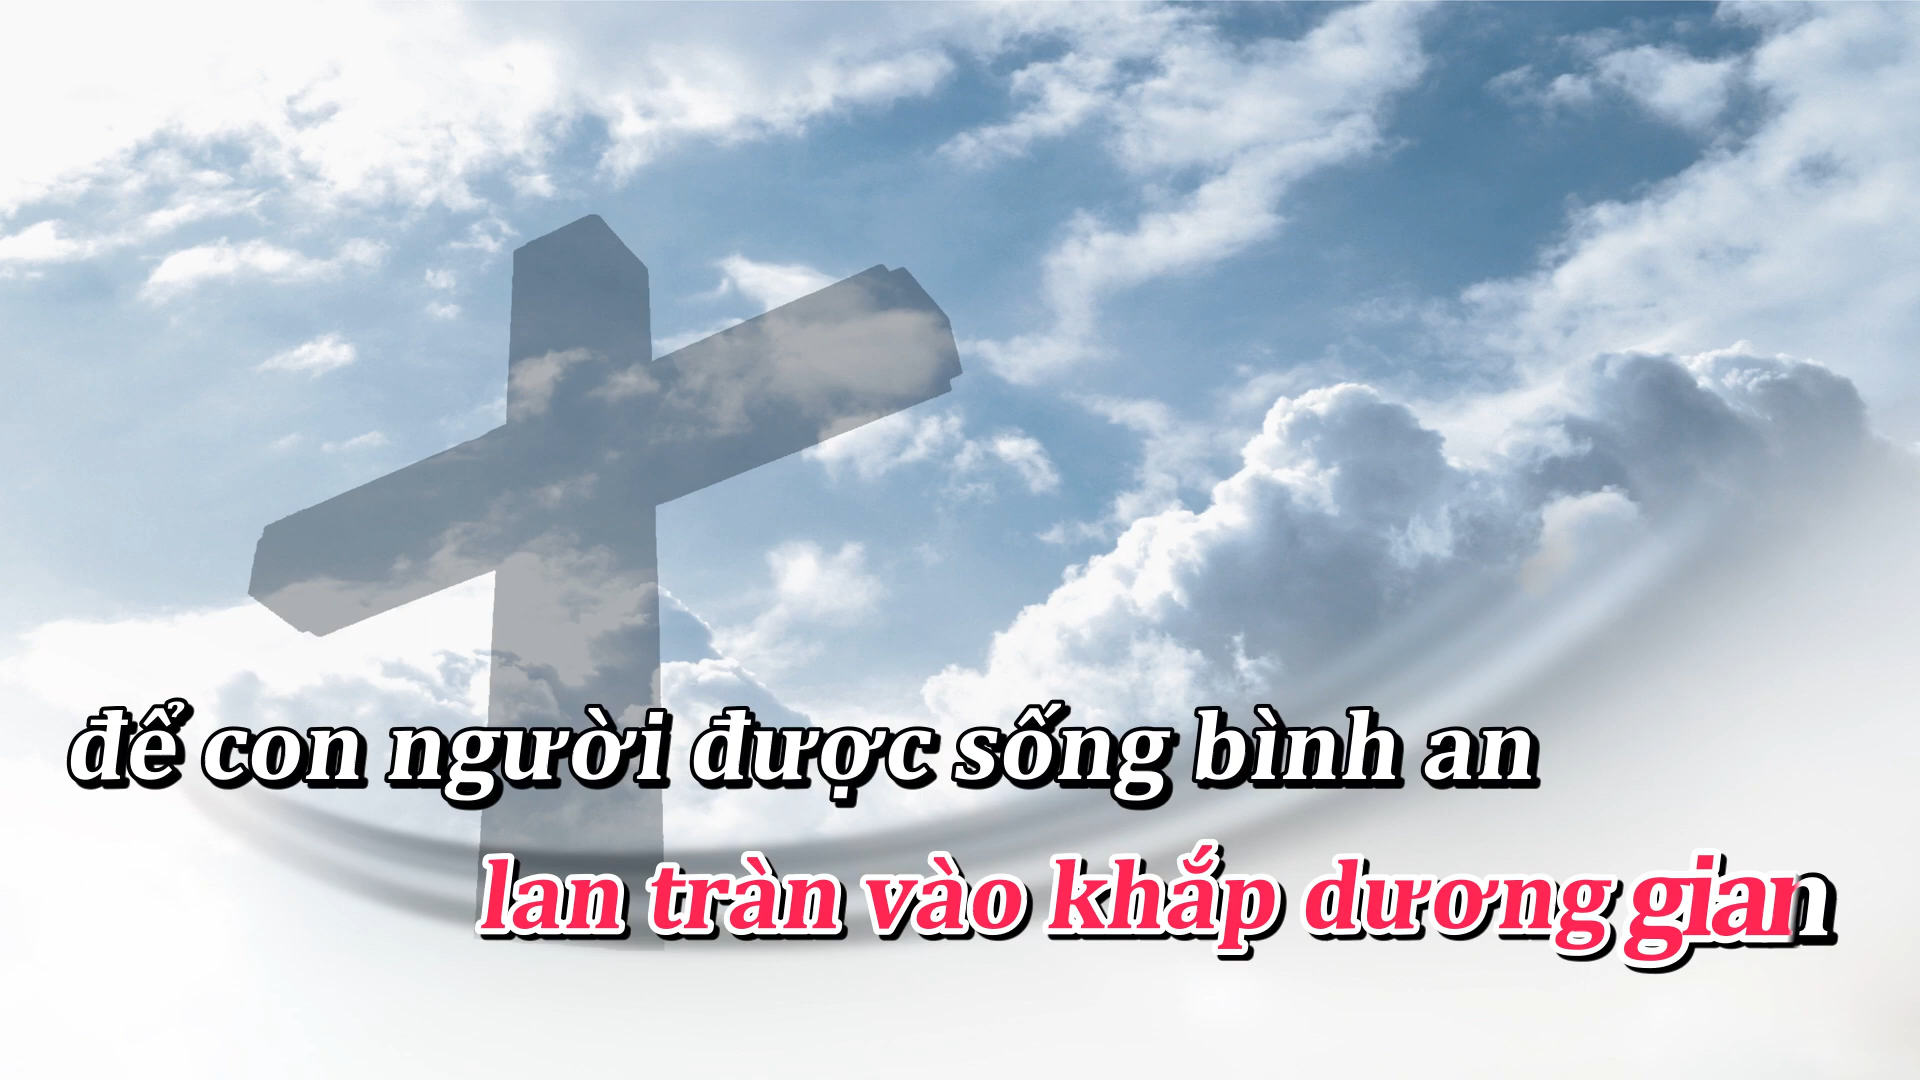 để con người được sống bình an
lan tràn vào khắp dương gian